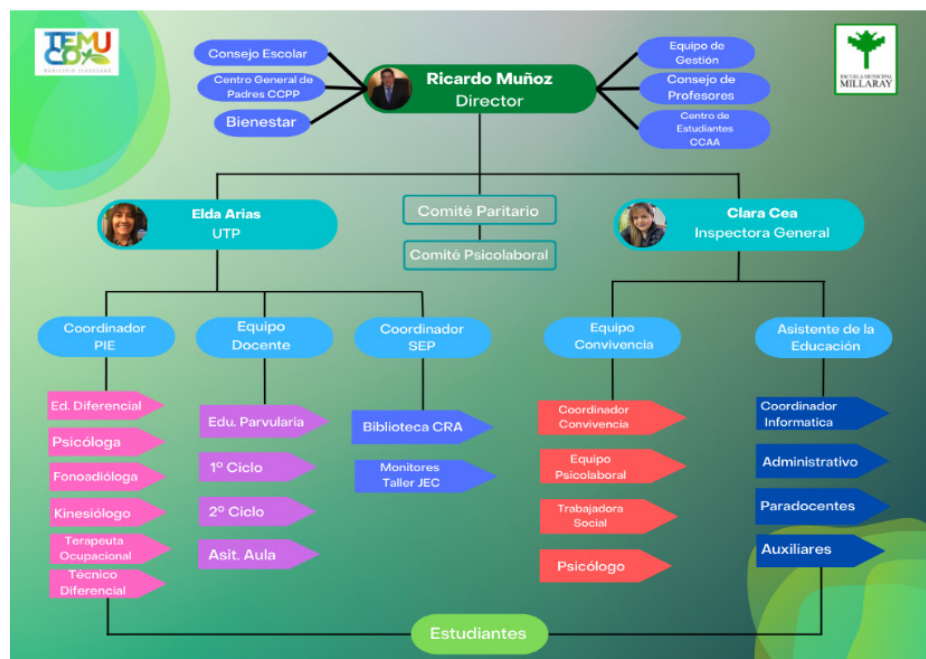 TEMUCO
MUNICIPIO CIUDADANO
Consejo Escolar
Centro General de
Padres CCPP
Bienestar
Ricardo Muñoz
Director
Equipo de
Gestión
Consejo de
Profesores
Centro de
Estudiantes
CCAA
ESCUELA MUNICIPAL
MILLARAY
Elda Arias
UTP
Comité Paritario
Comité Psicolaboral
Clara Cea
Inspectora General
Coordinador
PIE
Equipo
Docente
Coordinador
SEP
Equipo
Convivencia
Asistente de la
Educación
Ed. Diferencial
Psicóloga
Fonoadióloga
Kinesiólogo
Terapeuta
Ocupacional
Técnico
Diferencial
Edu. Parvularia
1º Ciclo
2º Ciclo
Asit. Aula
Biblioteca CRA
Monitores
Taller JEC
Coordinador
Convivencia
Equipo
Psicolaboral
Trabajadora
Social
Psicólogo
Coordinador
Informatica
Administrativo
Paradocentes
Auxiliares
Estudiantes